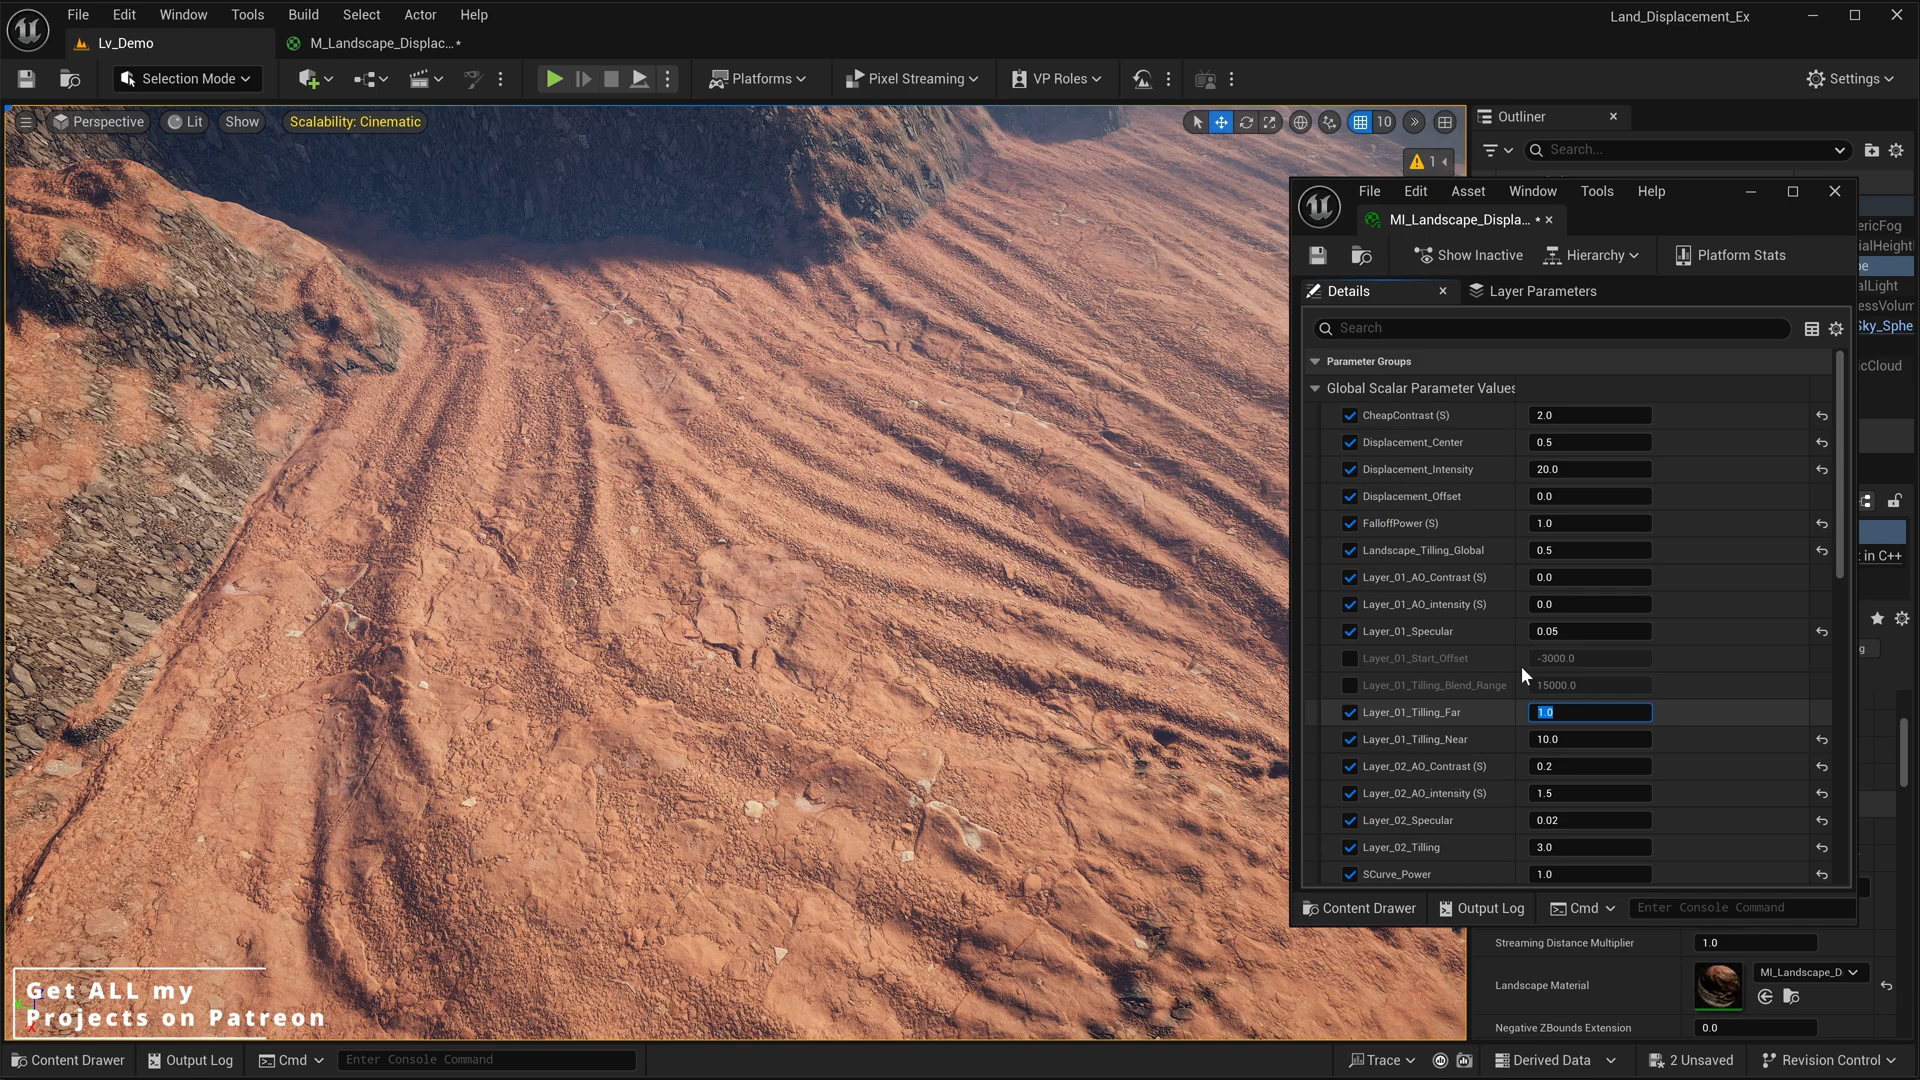 File Edit Window Tools Build Select Actor Help
Land_Displacement_Ex
Lv_Demo
M_Landscape_Displac...*
Selection Mode
Platforms
Pixel Streaming
VP Roles
Settings
Perspective
Lit
Show
Scalability: Cinematic
10
1
Outliner
Search...
ericFog
ialHeight
pe
alLight
essVolum
Sky_Sphe
icCloud
t in C++
g
File Edit Asset Window Tools Help
MI_Landscape_Displa... *
Show Inactive
Hierarchy
Platform Stats
Details
Layer Parameters
Search
Parameter Groups
Global Scalar Parameter Values
CheapContrast (S) 2.0
Displacement_Center 0.5
Displacement_Intensity 20.0
Displacement_Offset 0.0
FalloffPower (S) 1.0
Landscape_Tilling_Global 0.5
Layer_01_AO_Contrast (S) 0.0
Layer_01_AO_intensity (S) 0.0
Layer_01_Specular 0.05
Layer_01_Start_Offset -3000.0
Layer_01_Tilling_Blend_Range 15000.0
Layer_01_Tilling_Far 1.0
Layer_01_Tilling_Near 10.0
Layer_02_AO_Contrast (S) 0.2
Layer_02_AO_intensity (S) 1.5
Layer_02_Specular 0.02
Layer_02_Tilling 3.0
SCurve_Power 1.0
Content Drawer
Output Log
Cmd
Enter Console Command
Streaming Distance Multiplier 1.0
Landscape Material
MI_Landscape_D
Negative ZBounds Extension 0.0
Get ALL my
Projects on Patreon
Content Drawer
Output Log
Cmd
Enter Console Command
Trace
Derived Data
2 Unsaved
Revision Control